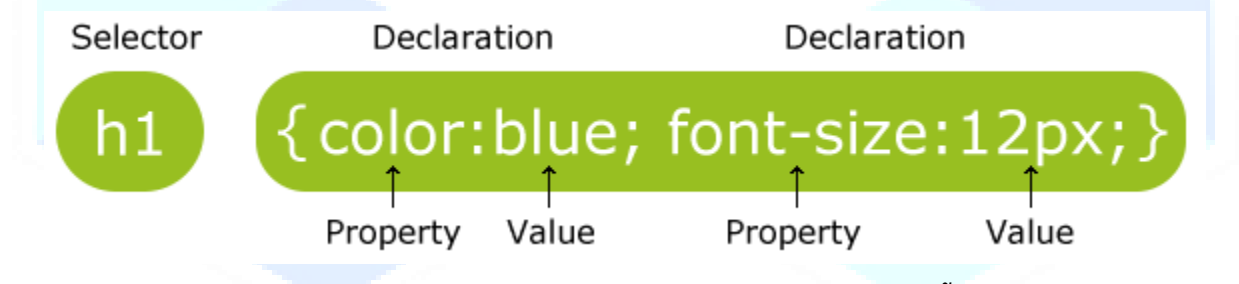 Selector Declaration Declaration
h1 {color:blue; font-size:12px;}
Property Value Property Value